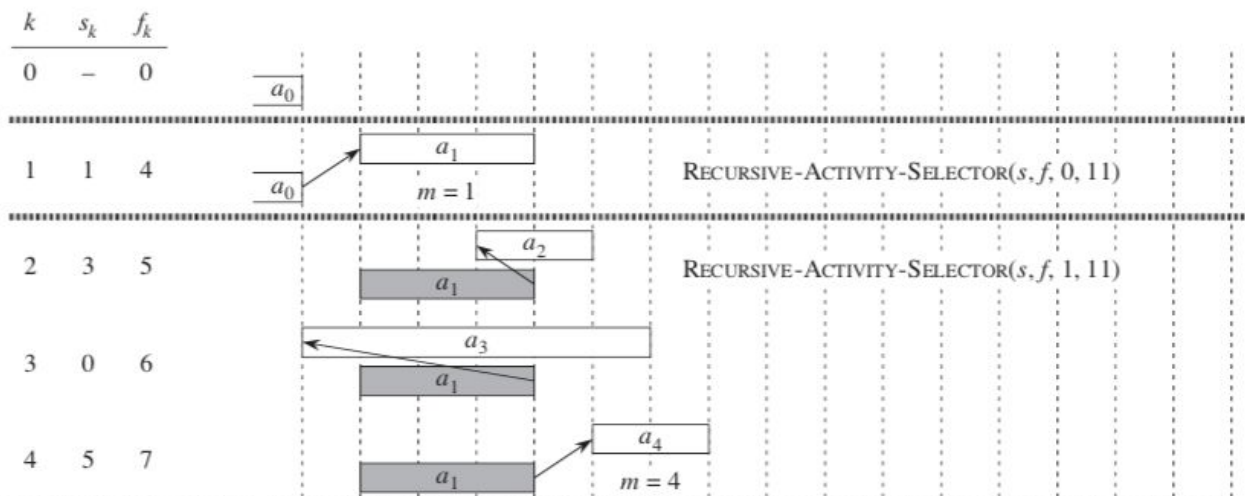 k s_k f_k
0 – 0
a_0
1 1 4
a_1
a_0
m = 1
RECURSIVE-ACTIVITY-SELECTOR(s, f, 0, 11)
2 3 5
a_2
a_1
RECURSIVE-ACTIVITY-SELECTOR(s, f, 1, 11)
3 0 6
a_3
a_1
4 5 7
a_4
a_1
m = 4